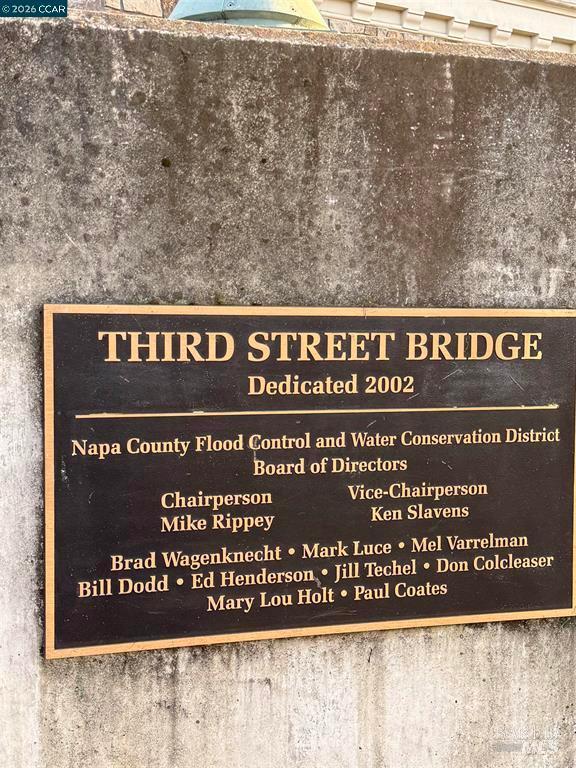 © 2026 CCAR
THIRD STREET BRIDGE
Dedicated 2002
Napa County Flood Control and Water Conservation District
Board of Directors
Chairperson
Mike Rippey
Vice-Chairperson
Ken Slavens
Brad Wagenknecht • Mark Luce • Mel Varrelman
Bill Dodd • Ed Henderson • Jill Techel • Don Colcleaser
Mary Lou Holt • Paul Coates